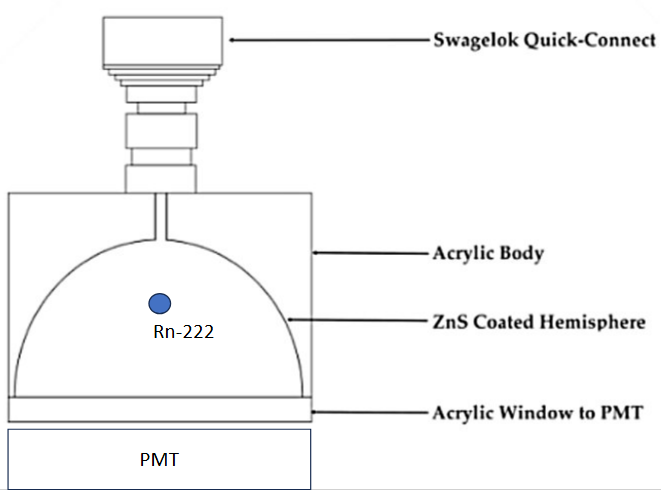 Swagelok Quick-Connect
Acrylic Body
Rn-222
ZnS Coated Hemisphere
Acrylic Window to PMT
PMT